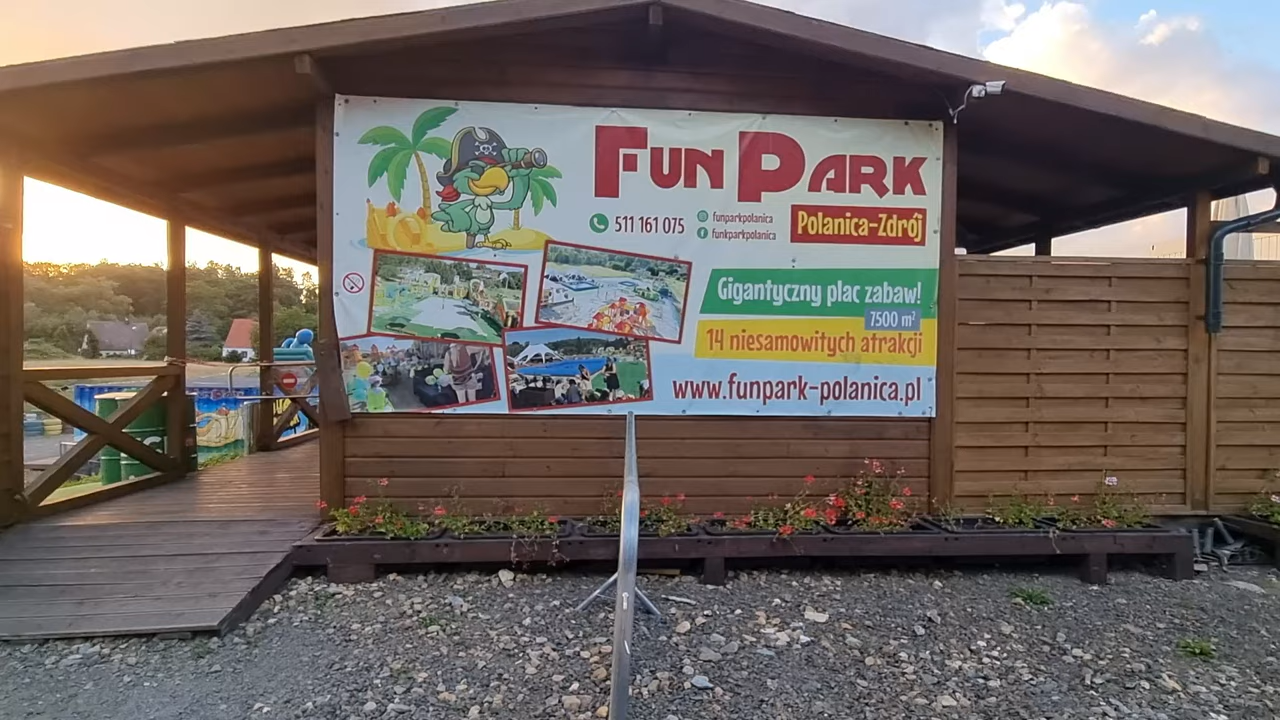 FUN PARK
Polanica-Zdrój
511 161 075
funparkpolanica
funkparkpolanica
Gigantyczny plac zabaw!
7500 m²
14 niesamowitych atrakcji
www.funpark-polanica.pl